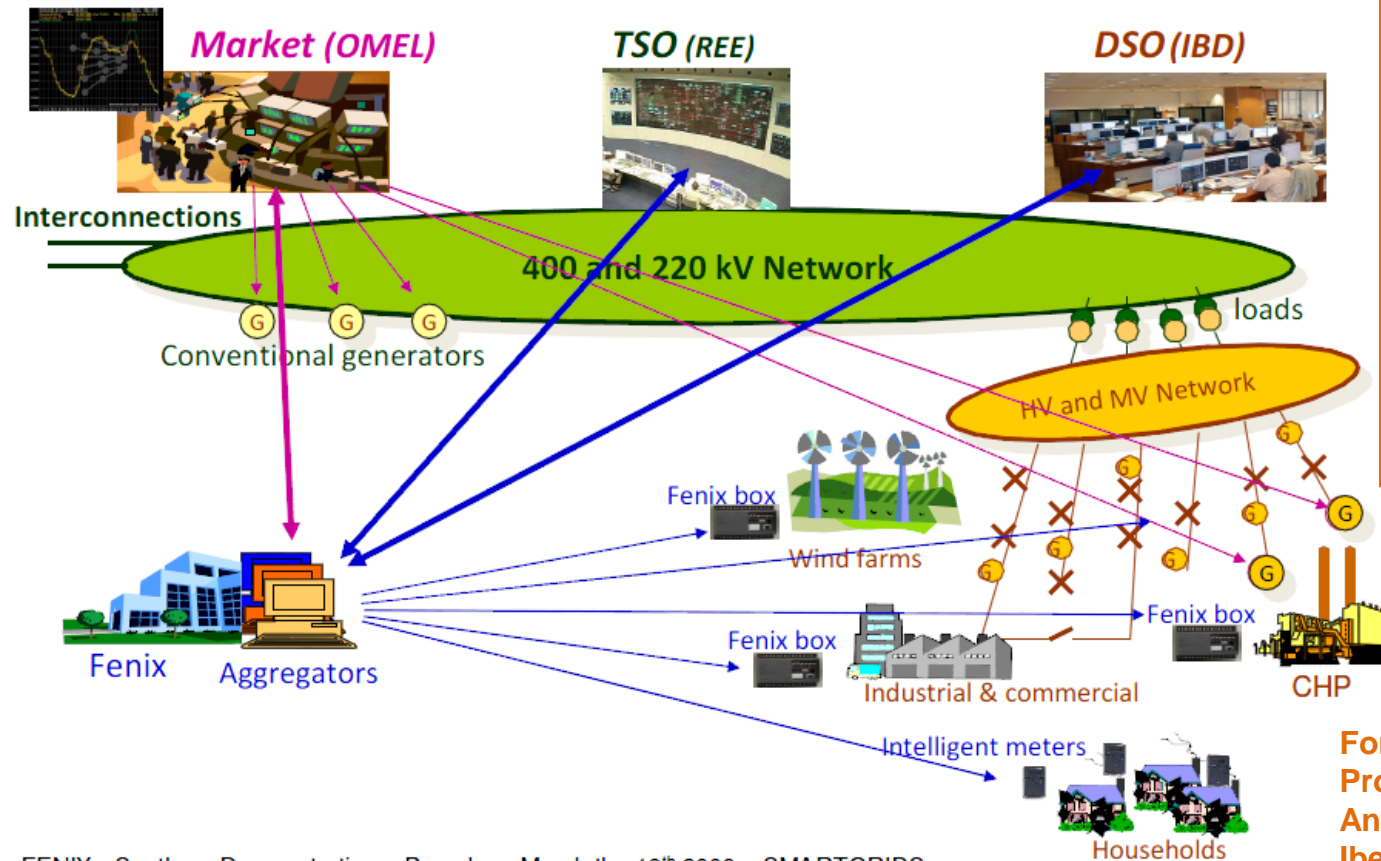 Market (OMEL)
TSO (REE)
DSO (IBD)
Interconnections
400 and 220 kV Network
G
G
G
Conventional generators
loads
HV and MV Network
G
G
G
G
G
G
G
G
Fenix box
Wind farms
Fenix box
Fenix box
Industrial & commercial
CHP
Fenix
Aggregators
Intelligent meters
Households